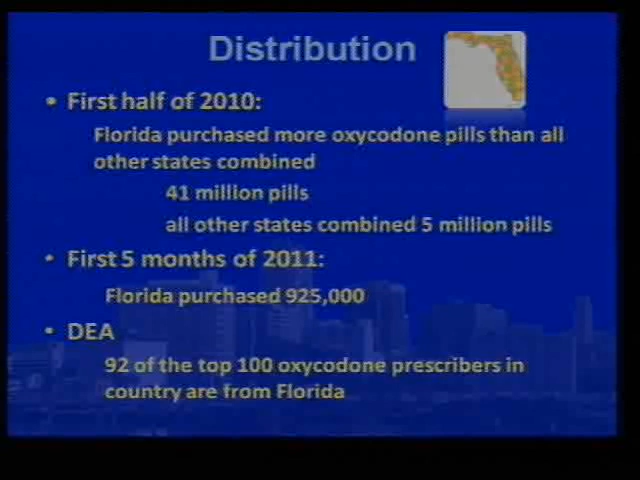 Distribution
• First half of 2010:
Florida purchased more oxycodone pills than all
other states combined
41 million pills
all other states combined 5 million pills
• First 5 months of 2011:
Florida purchased 925,000
• DEA
92 of the top 100 oxycodone prescribers in
country are from Florida